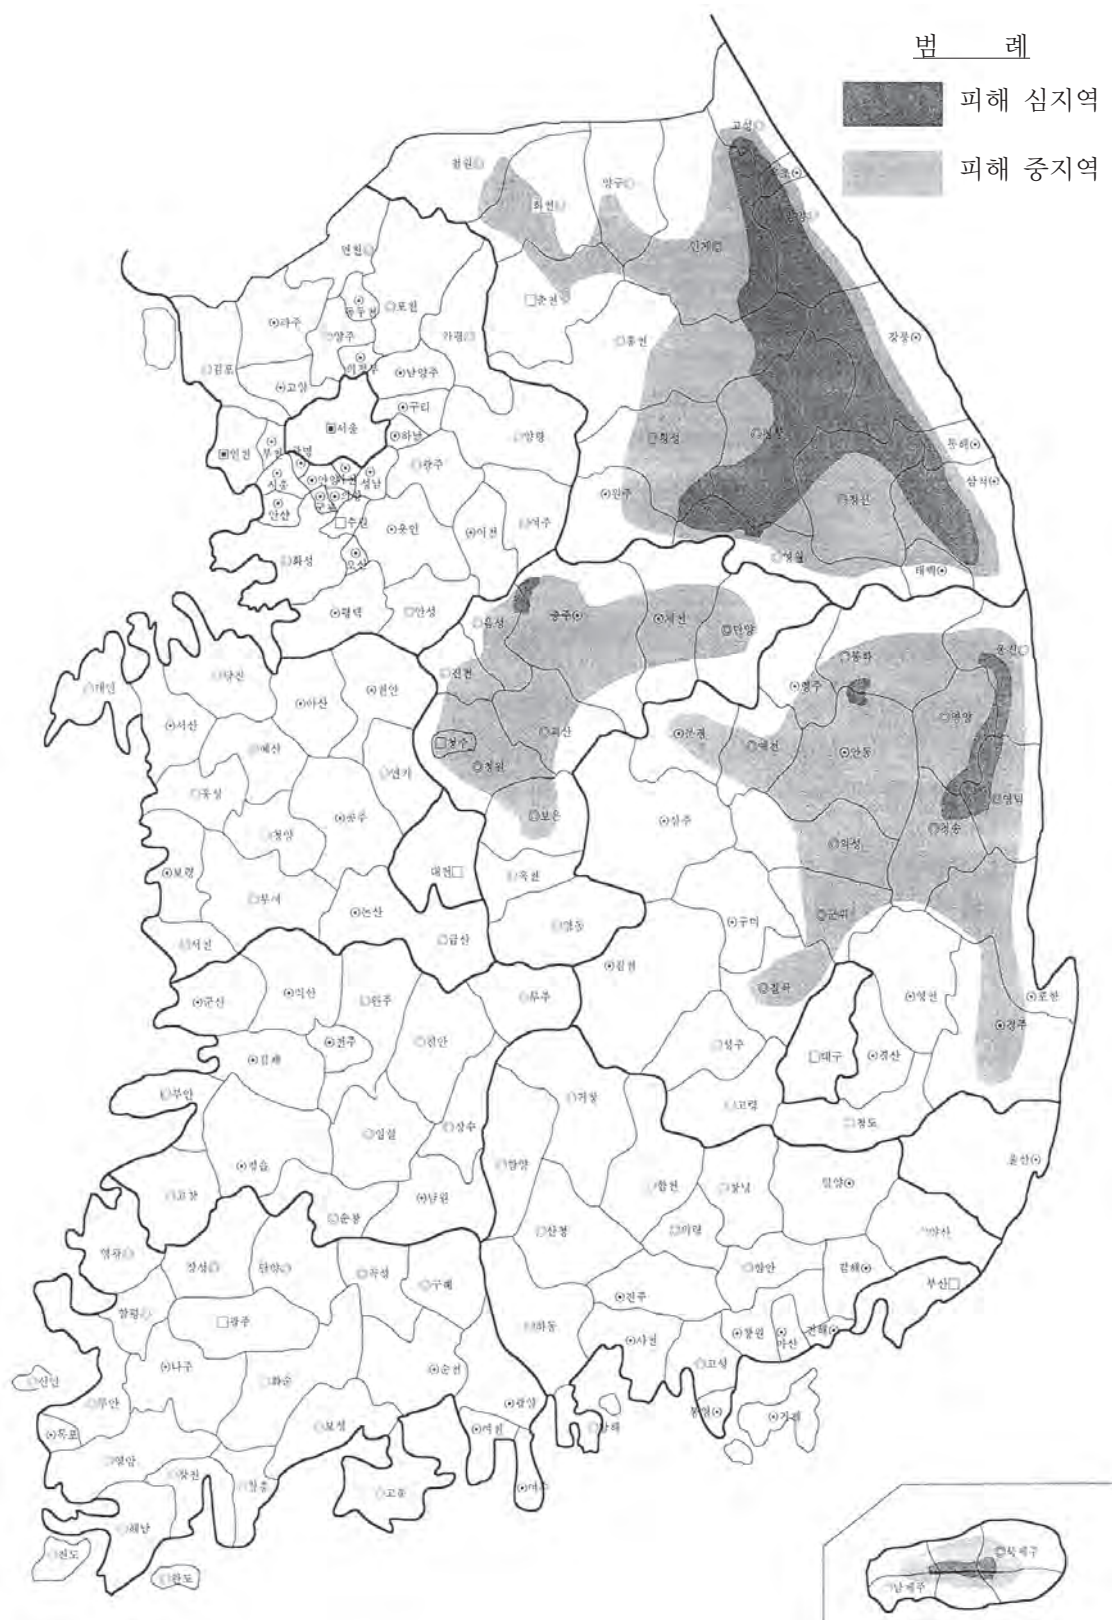 범 례
피해 심지역
피해 중지역
고성
철원
양구
화천
인제
연천
춘천
포천
파주
양주
가평
홍천
강릉
김포
남양주
고양
구리
서울
하남
양평
횡성
동해
인천
광주
삼척
시흥
성남
원주
정선
안산
수원
용인
이천
여주
화성
오산
영월
태백
평택
안성
음성
충주
제천
단양
진천
봉화
울진
당진
아산
천안
영주
태안
서산
예산
청주
괴산
문경
예천
안동
영양
연기
청원
홍성
공주
보은
상주
의성
청송
청양
보령
대전
옥천
부여
논산
군위
구미
서천
금산
영동
김천
칠곡
군산
익산
완주
무주
영천
포항
전주
경주
김제
진안
성주
대구
경산
부안
거창
고령
청도
임실
장수
정읍
함양
합천
창녕
밀양
울산
고창
남원
순창
산청
의령
양산
영광
장성
담양
곡성
구례
함안
김해
부산
함평
광주
진주
하동
사천
창원
마산
진해
나주
화순
순천
고성
신안
무안
광양
통영
거제
목포
보성
여천
남해
영암
장흥
여수
고흥
해남
진도
완도
북제주
남제주